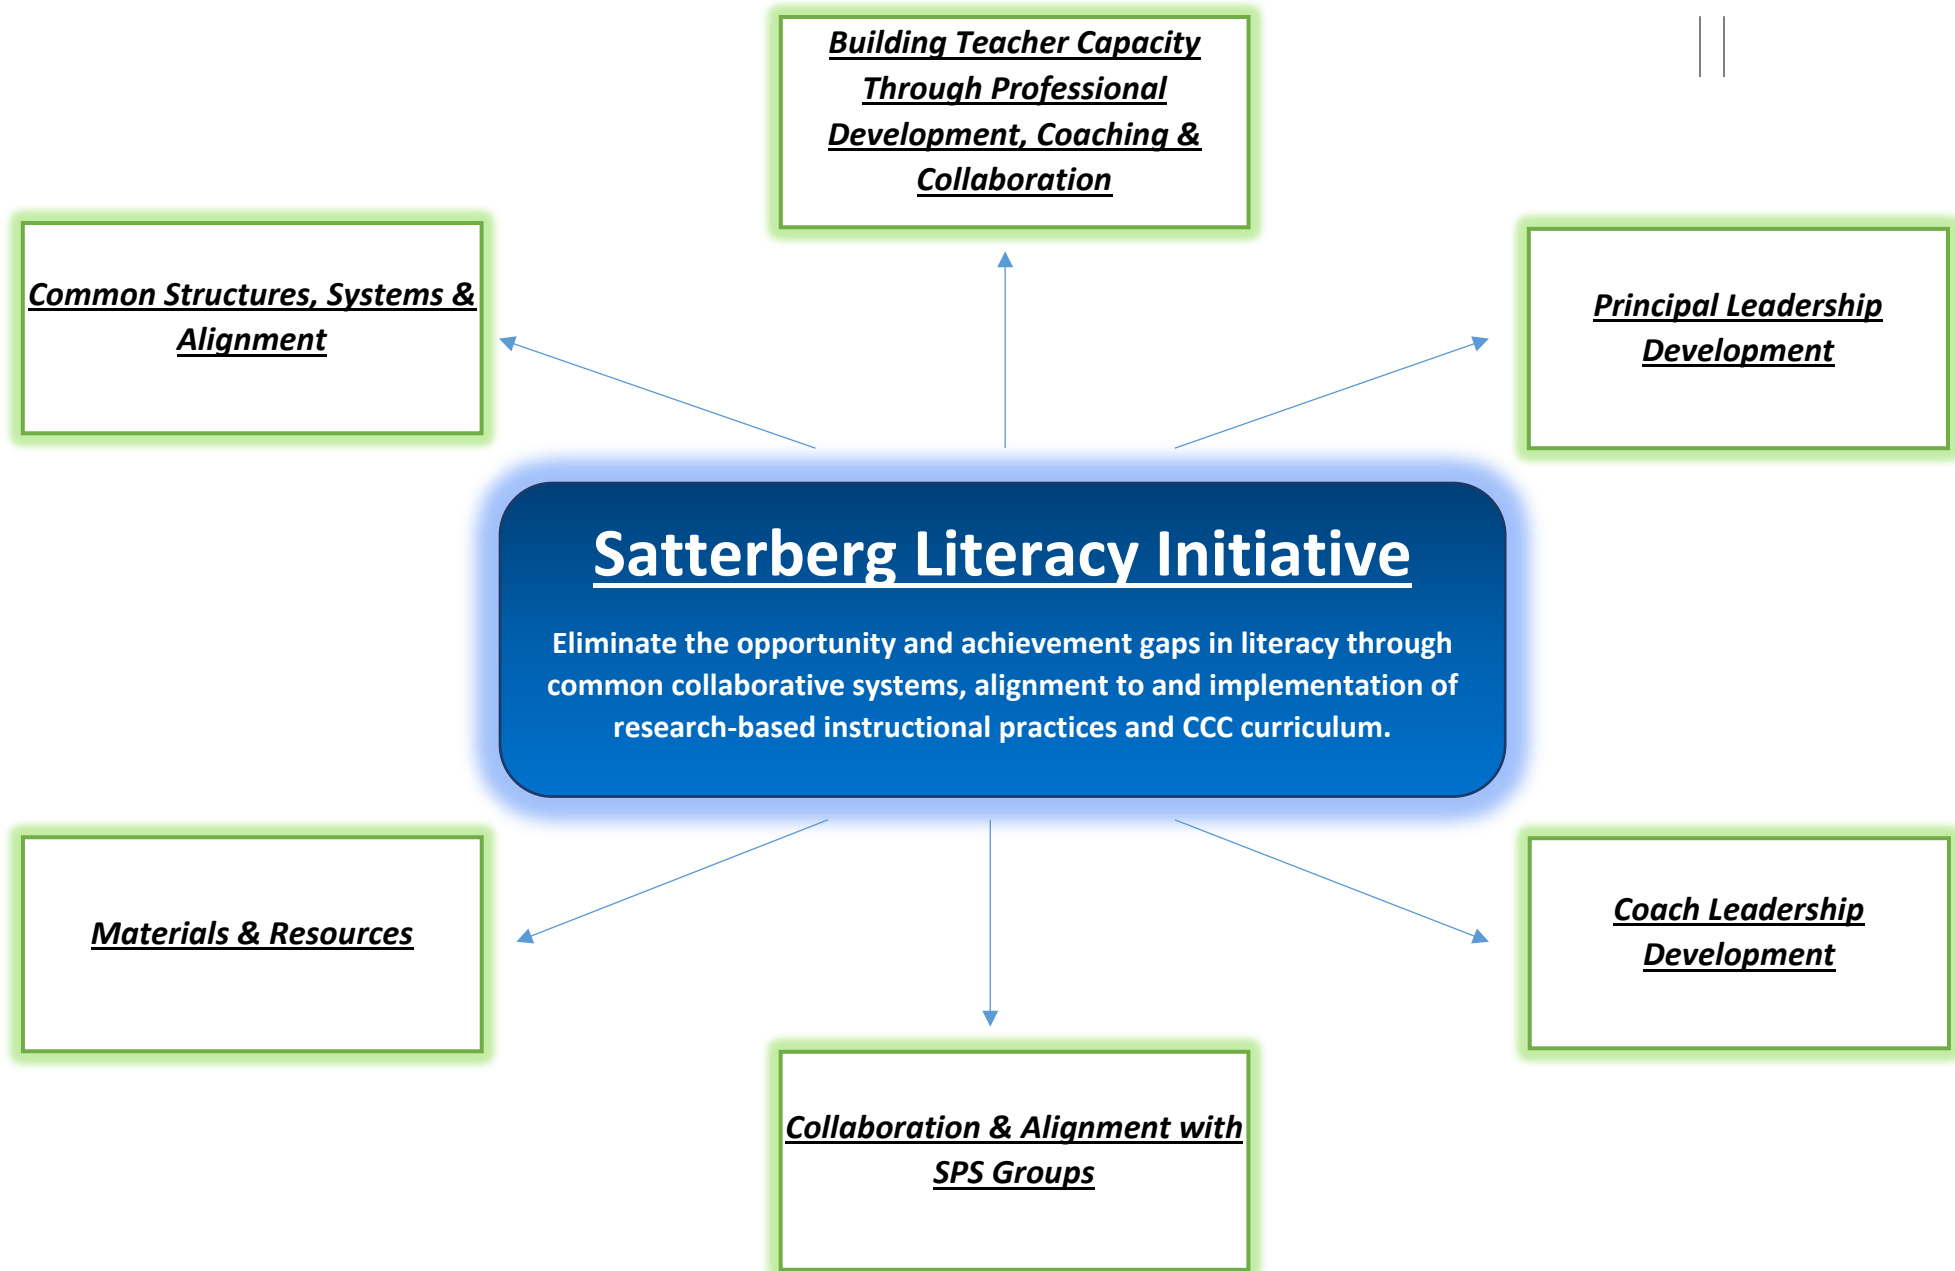 Building Teacher Capacity
Through Professional
Development, Coaching &
Collaboration
Common Structures, Systems &
Alignment
Principal Leadership
Development
Satterberg Literacy Initiative
Eliminate the opportunity and achievement gaps in literacy through
common collaborative systems, alignment to and implementation of
research-based instructional practices and CCC curriculum.
Materials & Resources
Coach Leadership
Development
Collaboration & Alignment with
SPS Groups